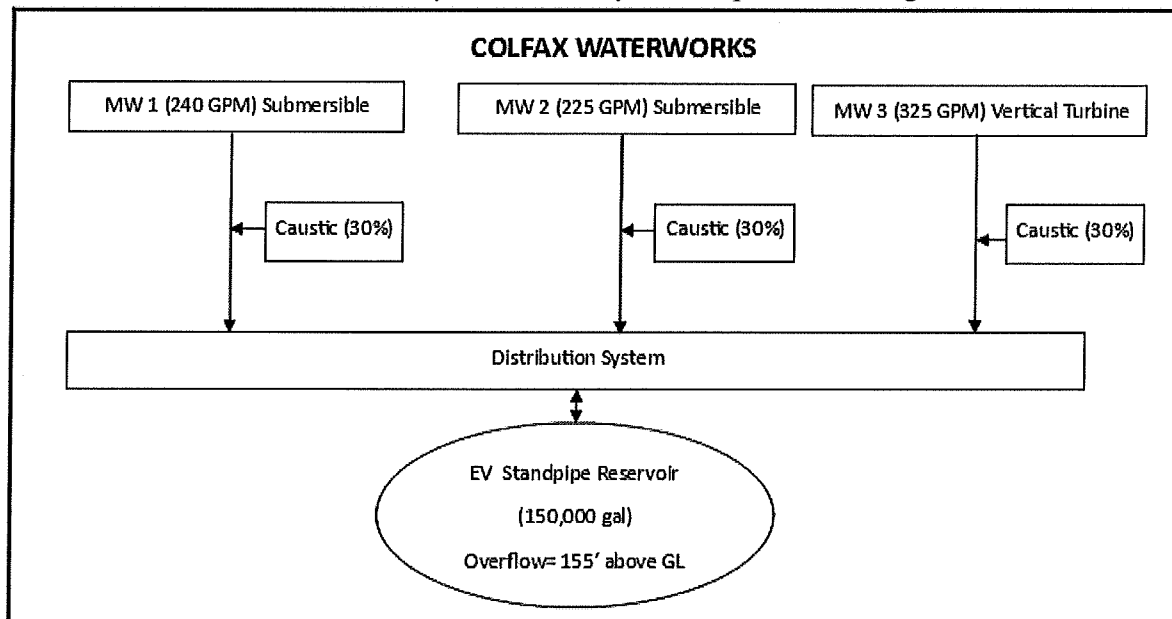 COLFAX WATERWORKS
MW 1 (240 GPM) Submersible
MW 2 (225 GPM) Submersible
MW 3 (325 GPM) Vertical Turbine
Caustic (30%)
Caustic (30%)
Caustic (30%)
Distribution System
EV Standpipe Reservoir
(150,000 gal)
Overflow= 155' above GL